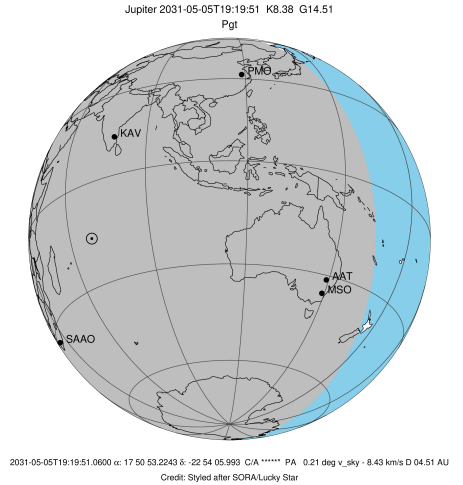 Jupiter 2031-05-05T19:19:51 K8.38 G14.51
Pgt
PMO
KAV
AAT
MSO
SAAO
2031-05-05T19:19:51.0600 α: 17 50 53.2243 δ: -22 54 05.993 C/A ****** PA 0.21 deg v_sky - 8.43 km/s D 04.51 AU
Credit: Styled after SORA/Lucky Star